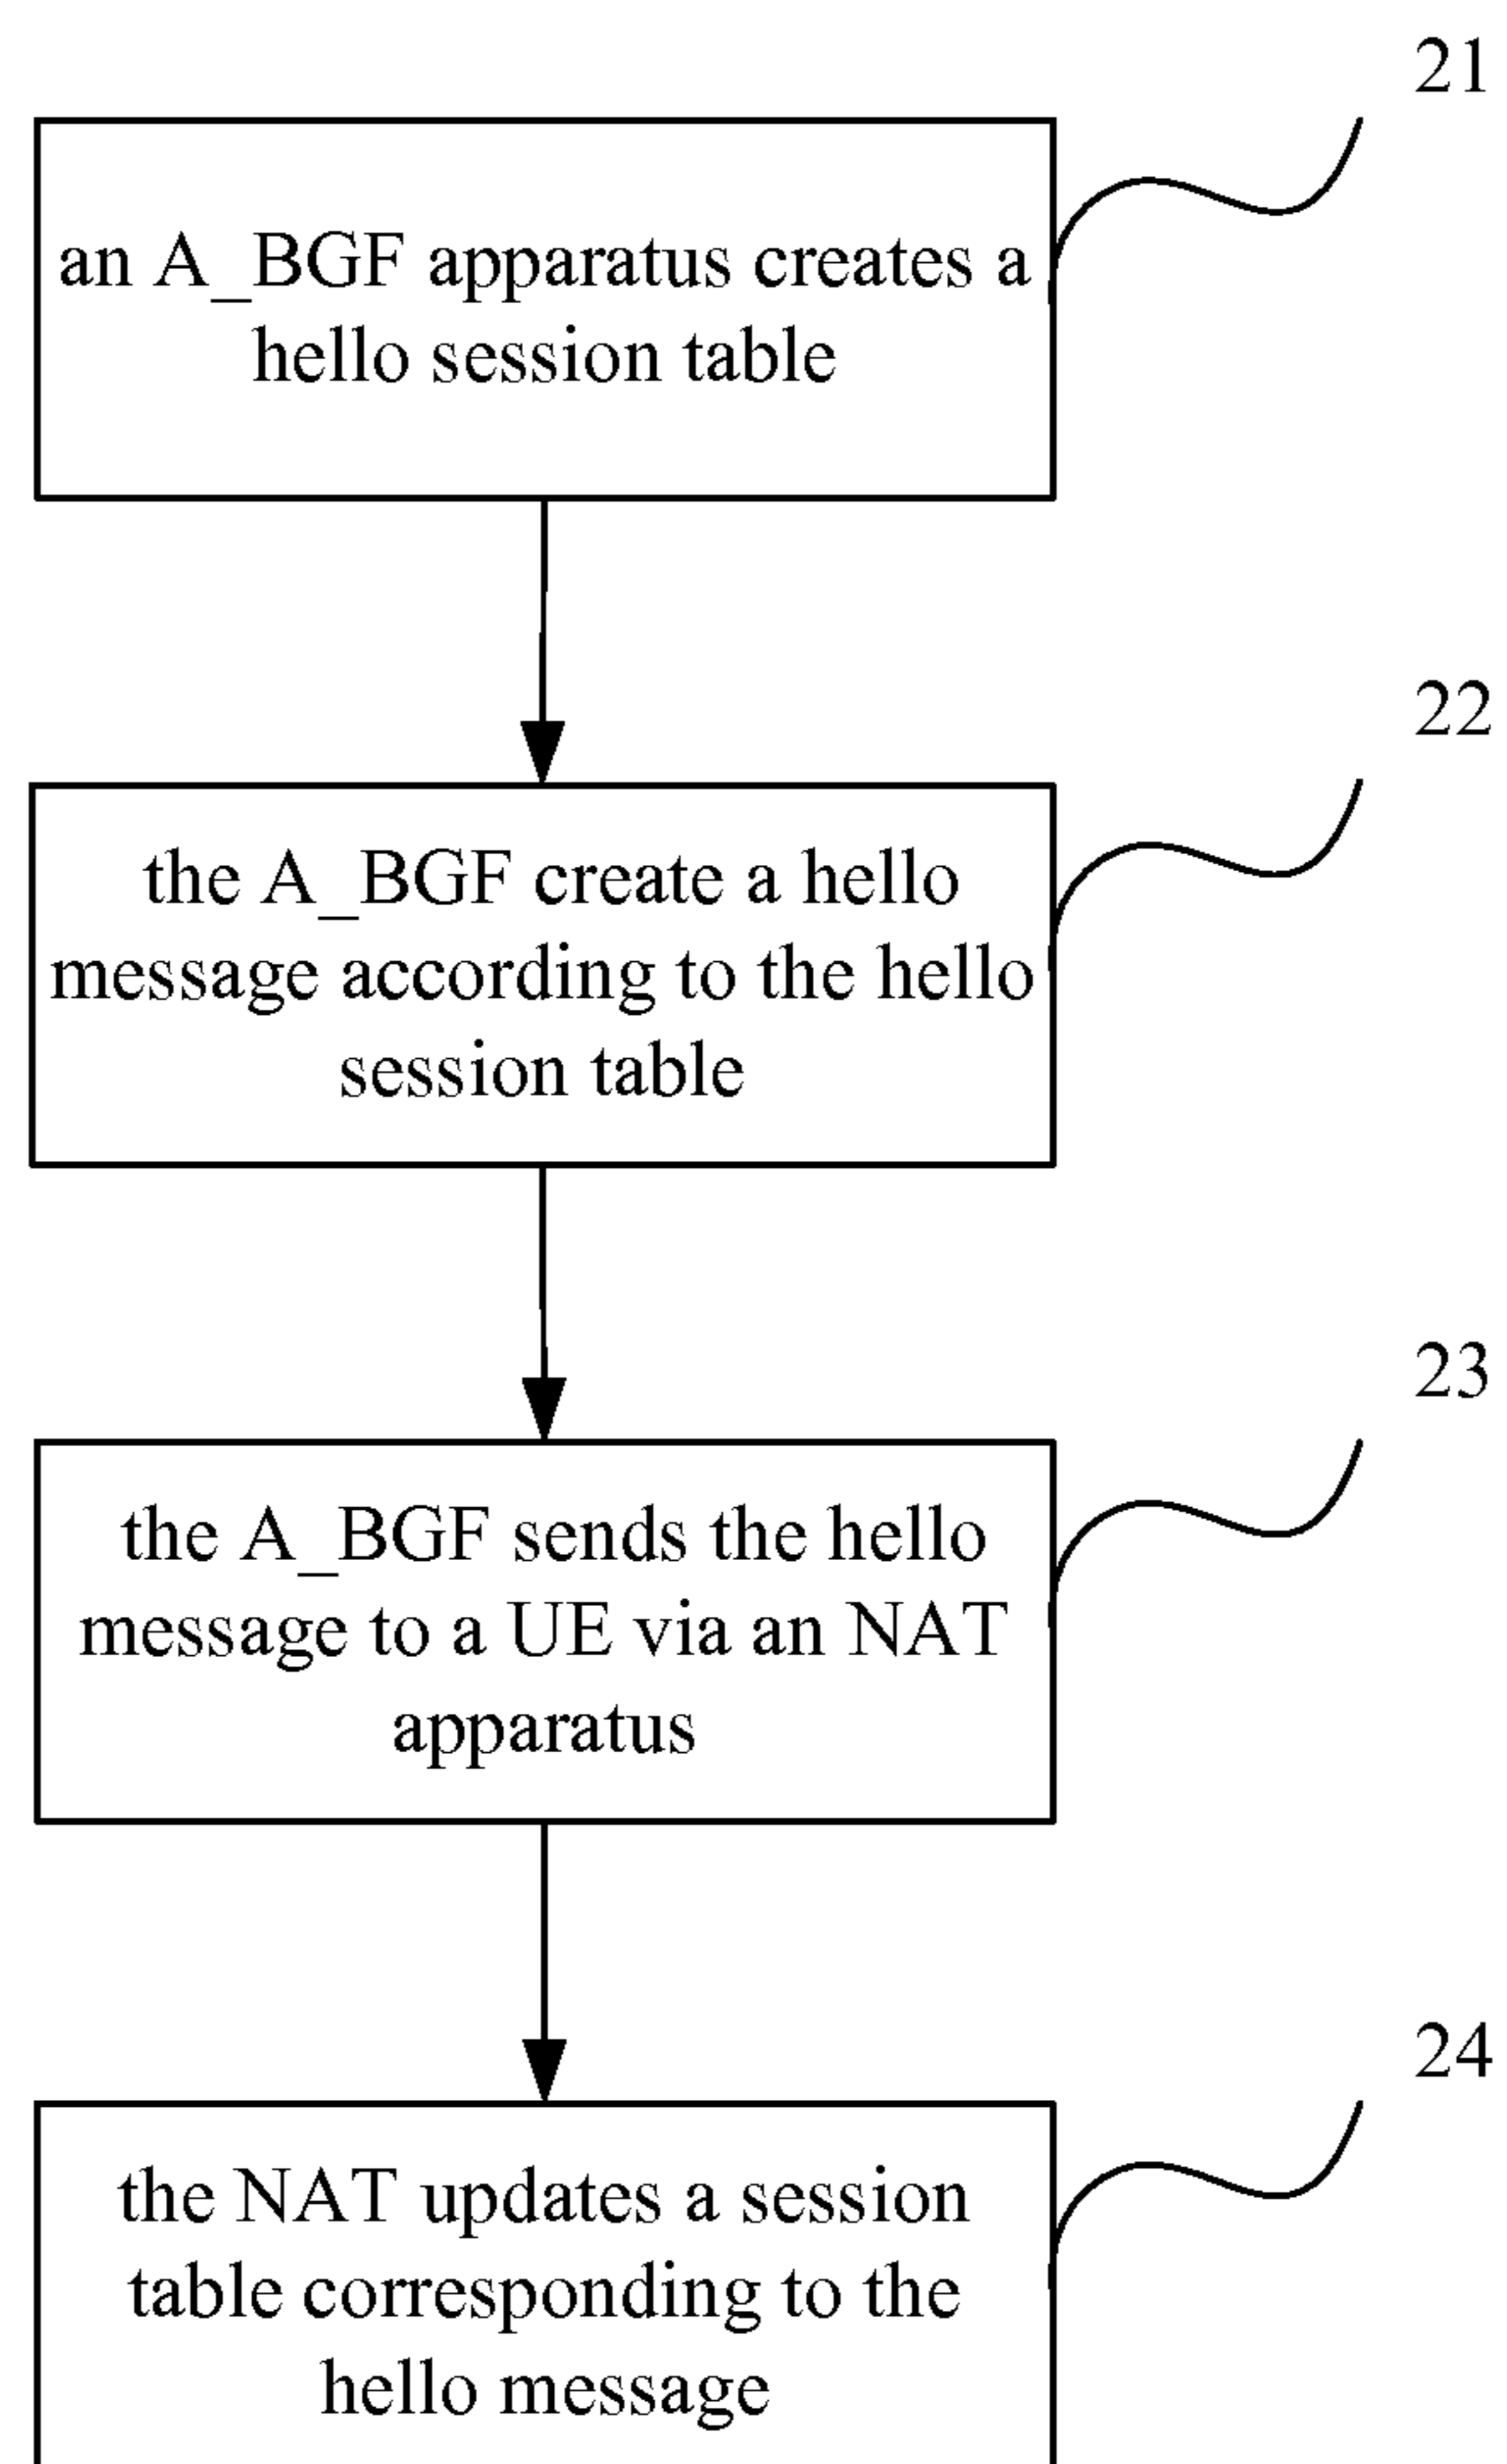 21
an A_BGF apparatus creates a
hello session table
22
the A_BGF create a hello
message according to the hello
session table
23
the A_BGF sends the hello
message to a UE via an NAT
apparatus
24
the NAT updates a session
table corresponding to the
hello message